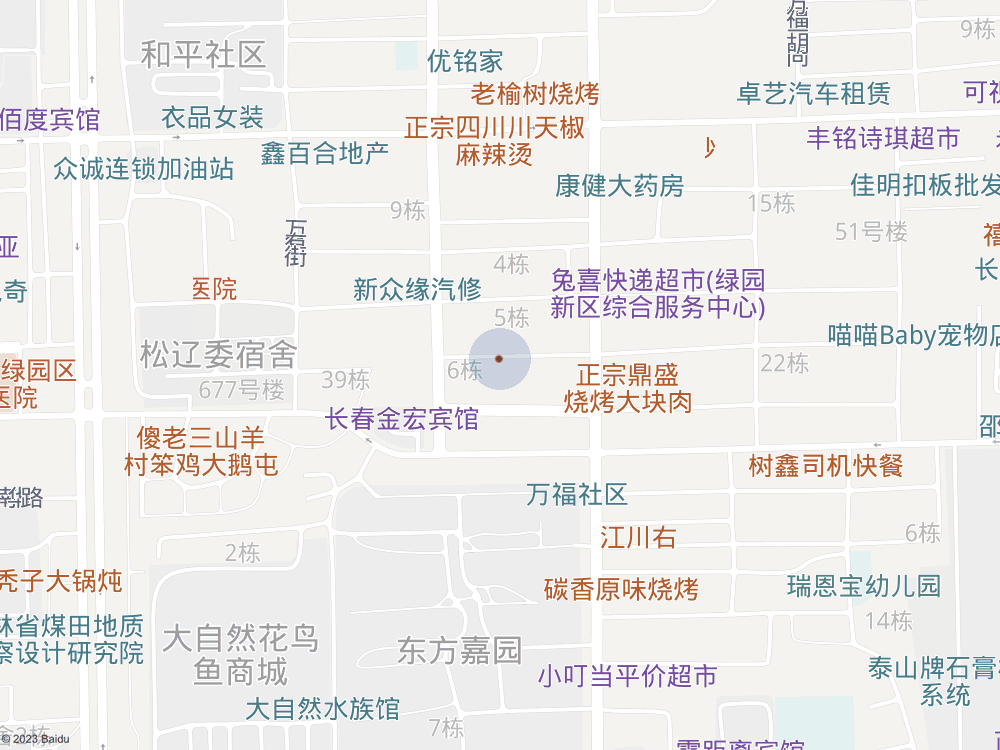 和平社区
优铭家
9栋
老榆树烧烤
卓艺汽车租赁
佰度宾馆
衣品女装
正宗四川川天椒
麻辣烫
丰铭诗琪超市
众诚连锁加油站
鑫百合地产
康健大药房
佳明扣板批发
9栋
15栋
51号楼
万
街
4栋
医院
新众缘汽修
兔喜快递超市(绿园
新区综合服务中心)
5栋
喵喵Baby宠物店
松辽委宿舍
绿园区
医院
6栋
22栋
39栋
677号楼
正宗鼎盛
烧烤大块肉
长春金宏宾馆
傻老三山羊
村笨鸡大鹅屯
树鑫司机快餐
万福社区
路
江川右
6栋
2栋
秃子大锅炖
碳香原味烧烤
瑞恩宝幼儿园
14栋
林省煤田地质
察设计研究院
大自然花鸟
鱼商城
东方嘉园
小叮当平价超市
泰山牌石膏
系统
大自然水族馆
7栋
© 2023 Baidu